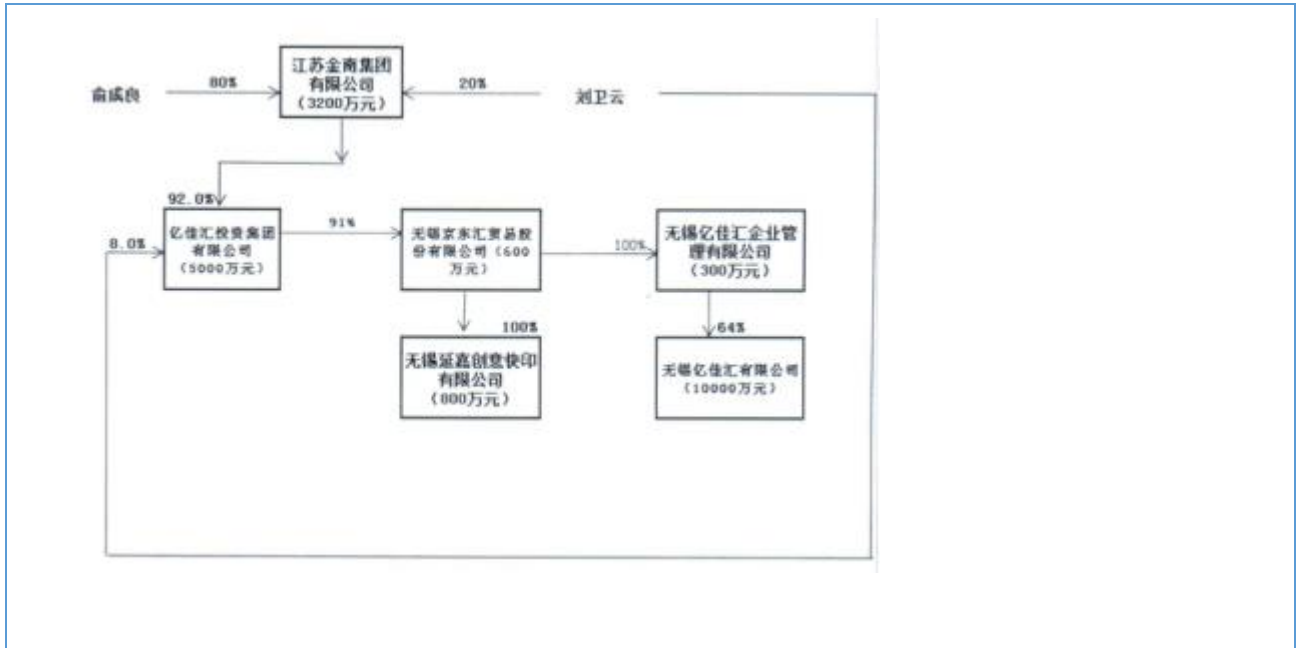 江苏金南集团
有限公司
（3200万元）
俞成良
80%
20%
刘卫云
92.0%
亿佳汇投资集团
有限公司
（5000万元）
8.0%
91%
无锡京东汇贸易股
份有限公司（600
万元）
100%
无锡亿佳汇企业管
理有限公司
（300万元）
100%
无锡延嘉创意快印
有限公司
（800万元）
64%
无锡亿佳汇有限公司
（10000万元）